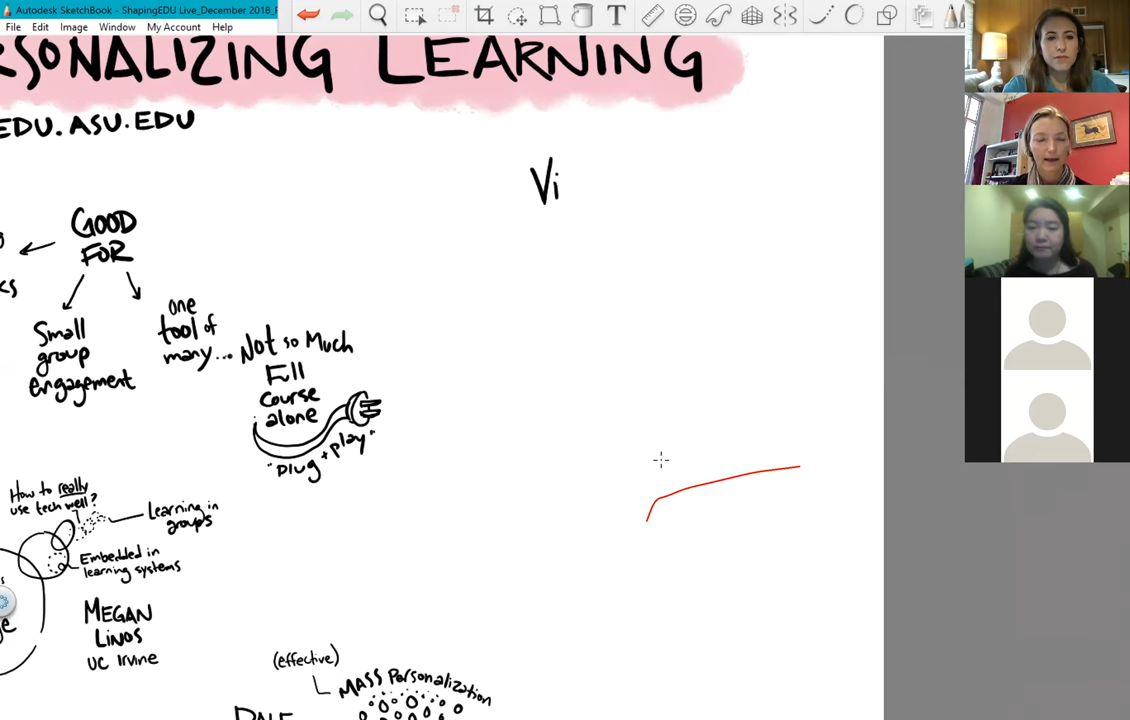 Autodesk SketchBook - ShapingEDU Live_December 2018_
File Edit Image Window My Account Help
RSONALIZING LEARNING
EDU.ASU.EDU
Vi
GOOD
FOR
Small
group
engagement
one
tool of
many...
Not so Much
Full
Course
alone
"plug + play"
How to really
use tech well?
Learning in
groups
Embedded in
learning systems
MEGAN
LINOS
UC Irvine
(effective)
MASS Personalization